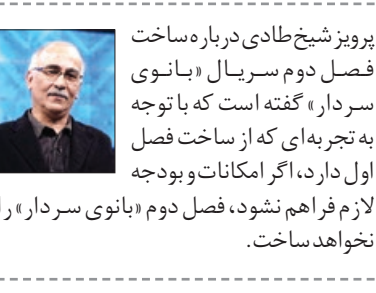 پرویز شیخ‌طادی درباره ساخت
فصل دوم سریال «بانوی
سردار» گفته است که با توجه
به تجربه‌ای که از ساخت فصل
اول دارد، اگر امکانات و بودجه
لازم فراهم نشود، فصل دوم «بانوی سردار» را
نخواهد ساخت.